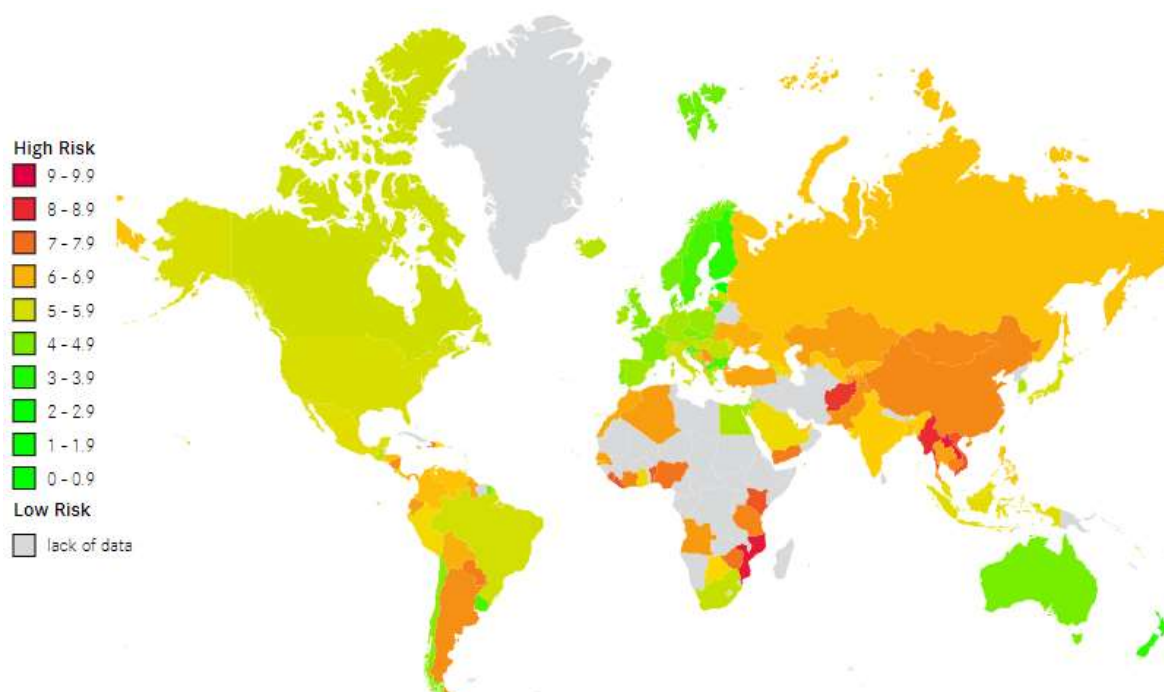 High Risk
9 - 9.9
8 - 8.9
7 - 7.9
6 - 6.9
5 - 5.9
4 - 4.9
3 - 3.9
2 - 2.9
1 - 1.9
0 - 0.9
Low Risk
lack of data